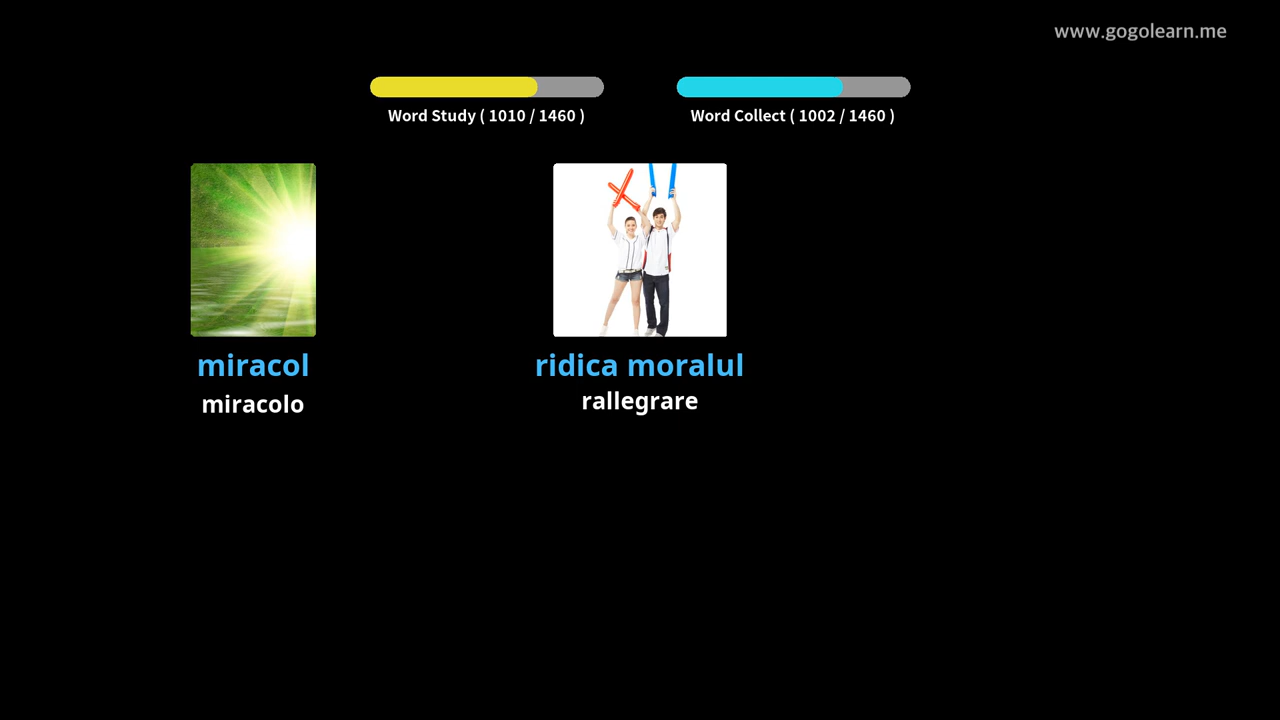 www.gogolearn.me
Word Study ( 1010 / 1460 )
Word Collect ( 1002 / 1460 )
miracol
miracolo
ridica moralul
rallegrare